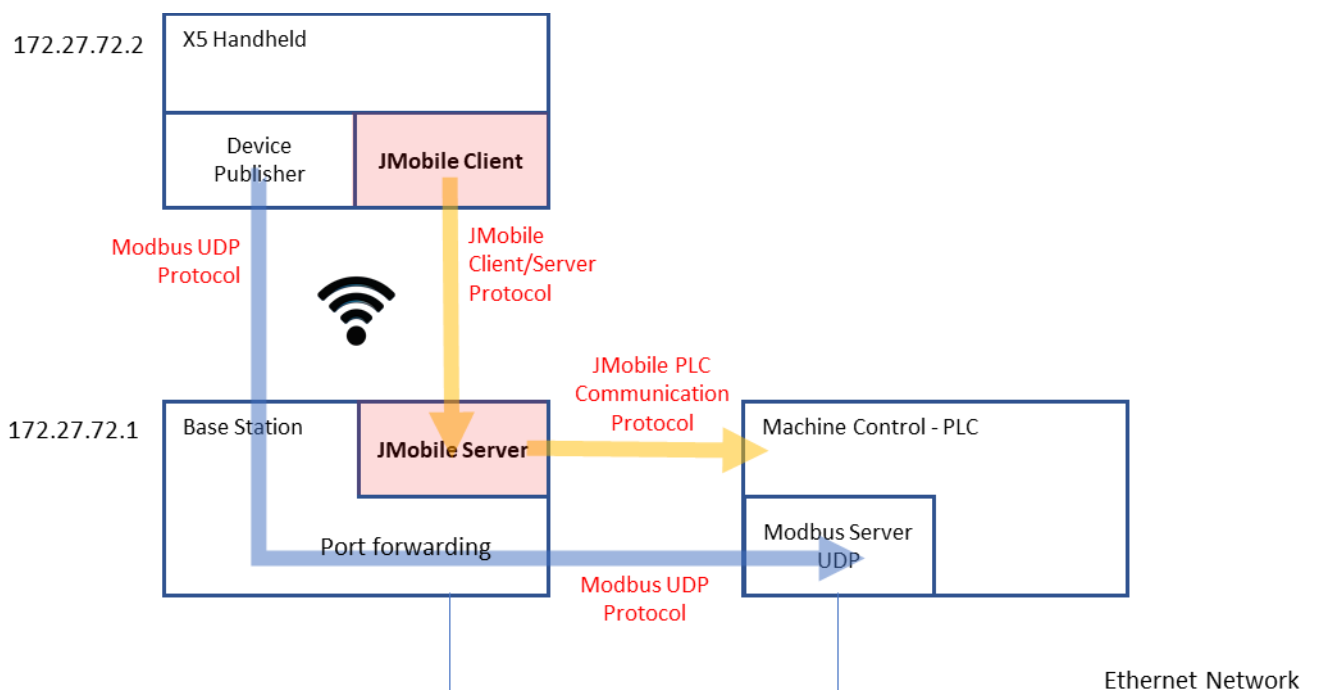 172.27.72.2
X5 Handheld
Device
Publisher
JMobile Client
Modbus UDP
Protocol
JMobile
Client/Server
Protocol
JMobile PLC
Communication
Protocol
172.27.72.1
Base Station
JMobile Server
Machine Control - PLC
Port forwarding
Modbus Server
UDP
Modbus UDP
Protocol
Ethernet Network